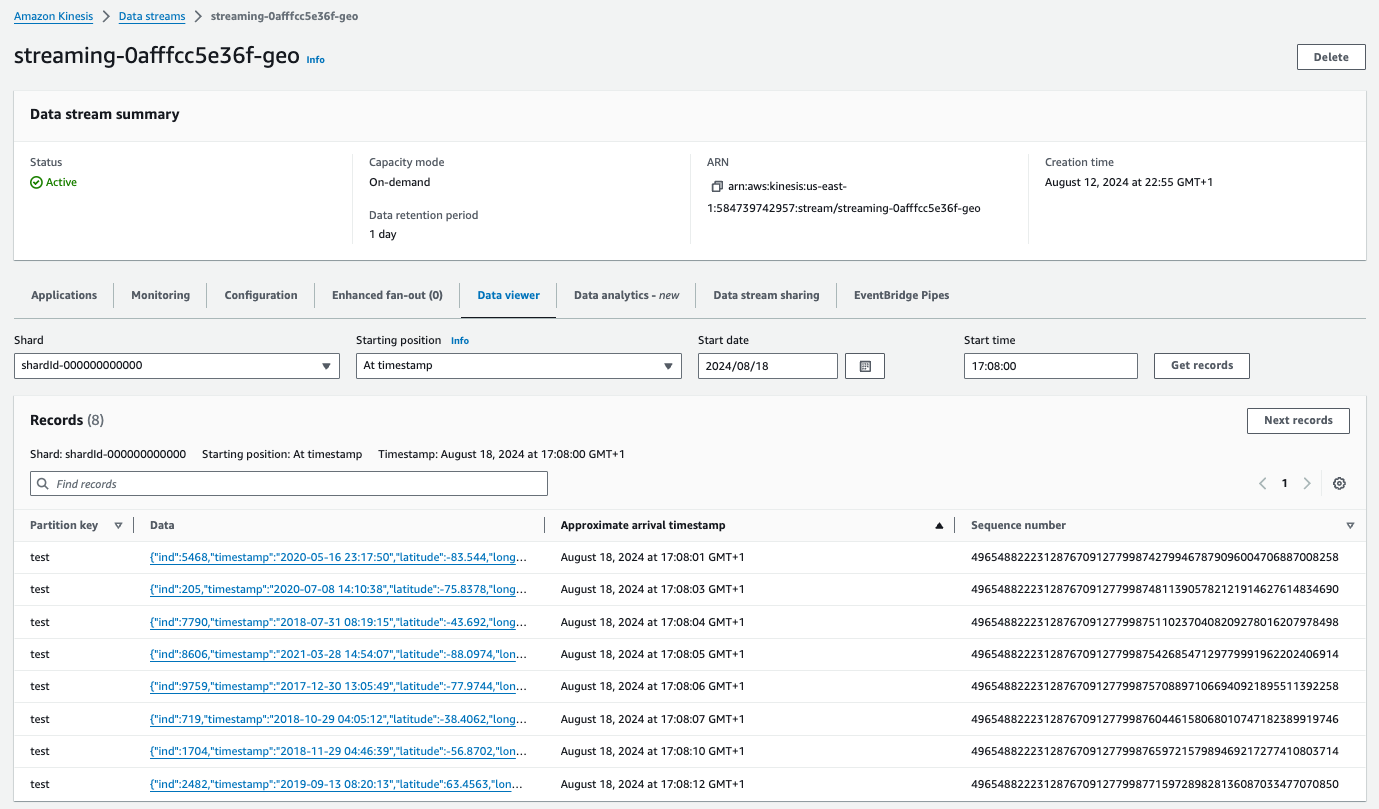 Amazon Kinesis > Data streams > streaming-0afffcc5e36f-geo
streaming-0afffcc5e36f-geo Info
Delete
Data stream summary
Status
Active
Capacity mode
On-demand
Data retention period
1 day
ARN
arn:aws:kinesis:us-east-
1:584739742957:stream/streaming-0afffcc5e36f-geo
Creation time
August 12, 2024 at 22:55 GMT+1
Applications Monitoring Configuration Enhanced fan-out (0) Data viewer Data analytics - new Data stream sharing EventBridge Pipes
Shard Starting position Info Start date Start time
shardId-000000000000 At timestamp 2024/08/18 17:08:00 Get records
Records (8)
Next records
Shard: shardId-000000000000 Starting position: At timestamp Timestamp: August 18, 2024 at 17:08:00 GMT+1
Find records
1
Partition key Data Approximate arrival timestamp Sequence number
test {"ind":5468,"timestamp":"2020-05-16 23:17:50","latitude":-83.544,"long... August 18, 2024 at 17:08:01 GMT+1 49654882223128767091277998742799467879096004706887008258
test {"ind":205,"timestamp":"2020-07-08 14:10:38","latitude":-75.8378,"long... August 18, 2024 at 17:08:03 GMT+1 49654882223128767091277998748113905782121914627614834690
test {"ind":7790,"timestamp":"2018-07-31 08:19:15","latitude":-43.692,"long... August 18, 2024 at 17:08:04 GMT+1 49654882223128767091277998751102370408209278016207978498
test {"ind":8606,"timestamp":"2021-03-28 14:54:07","latitude":-88.0974,"lon... August 18, 2024 at 17:08:05 GMT+1 49654882223128767091277998754268547129779991962202406914
test {"ind":9759,"timestamp":"2017-12-30 13:05:49","latitude":-77.9744,"lon... August 18, 2024 at 17:08:06 GMT+1 49654882223128767091277998757088971066940921895511392258
test {"ind":719,"timestamp":"2018-10-29 04:05:12","latitude":-38.4062,"long... August 18, 2024 at 17:08:07 GMT+1 49654882223128767091277998760446158068010747182389919746
test {"ind":1704,"timestamp":"2018-11-29 04:46:39","latitude":-56.8702,"lon... August 18, 2024 at 17:08:10 GMT+1 49654882223128767091277998765972157989469217277410803714
test {"ind":2482,"timestamp":"2019-09-13 08:20:13","latitude":63.4563,"lon... August 18, 2024 at 17:08:12 GMT+1 49654882223128767091277998771597289828136087033477070850